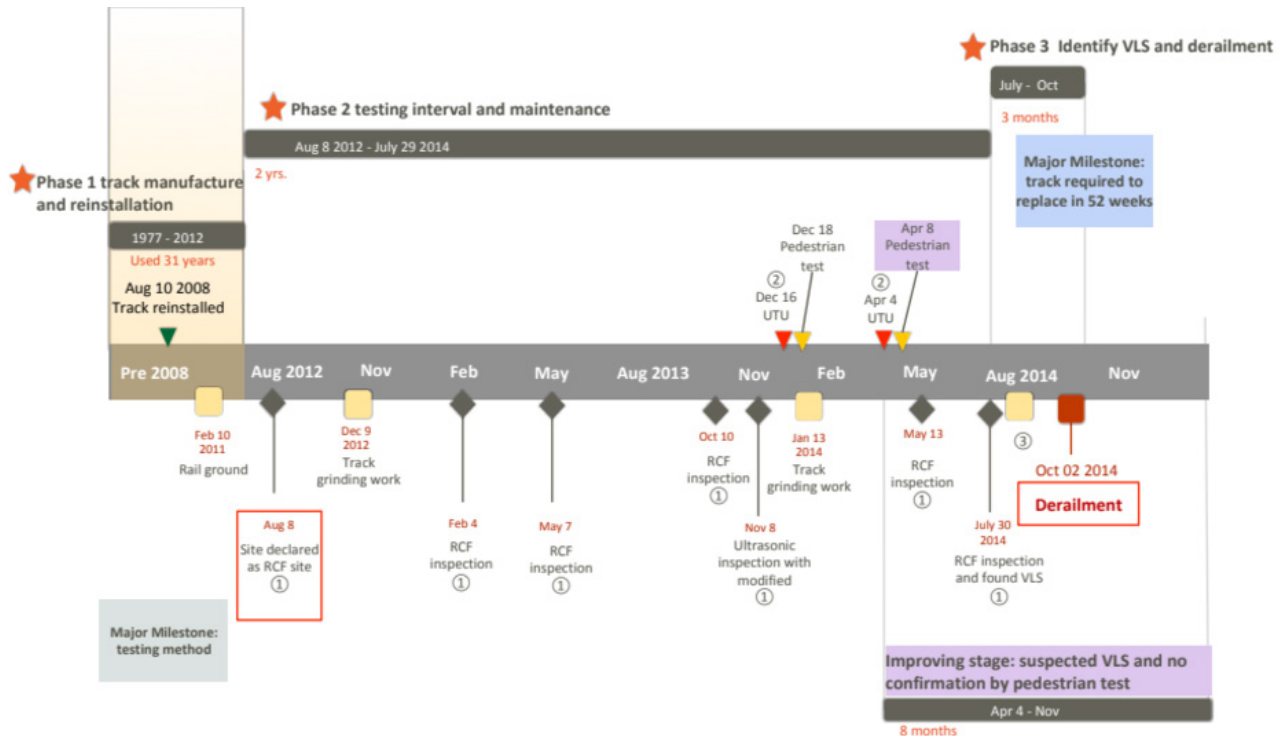 Phase 3 Identify VLS and derailment
July - Oct
3 months
Major Milestone:
track required to
replace in 52 weeks
Phase 2 testing interval and maintenance
Aug 8 2012 - July 29 2014
2 yrs.
Phase 1 track manufacture
and reinstallation
1977 - 2012
Used 31 years
Aug 10 2008
Track reinstalled
Dec 18
Pedestrian
test
②
Dec 16
UTU
Apr 8
Pedestrian
test
②
Apr 4
UTU
Pre 2008
Aug 2012
Nov
Feb
May
Aug 2013
Nov
Feb
May
Aug 2014
Nov
Feb 10
2011
Rail ground
Aug 8
Site declared
as RCF site
①
Dec 9
2012
Track
grinding work
Feb 4
RCF
inspection
①
May 7
RCF
inspection
①
Oct 10
RCF
inspection
①
Nov 8
Ultrasonic
inspection with
modified
①
Jan 13
2014
Track
grinding work
May 13
RCF
inspection
①
July 30
2014
RCF inspection
and found VLS
①
③
Oct 02 2014
Derailment
Major Milestone:
testing method
Improving stage: suspected VLS and no
confirmation by pedestrian test
Apr 4 - Nov
8 months